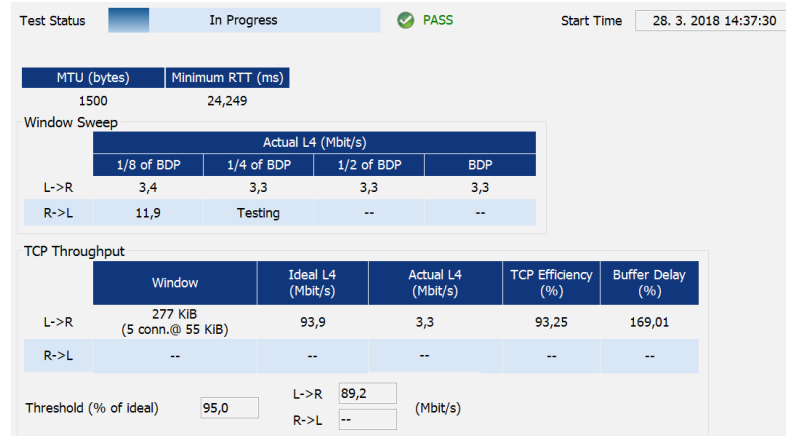 Test Status In Progress PASS Start Time 28. 3. 2018 14:37:30
MTU (bytes) Minimum RTT (ms)
1500 24,249
Window Sweep
Actual L4 (Mbit/s)
1/8 of BDP 1/4 of BDP 1/2 of BDP BDP
L->R 3,4 3,3 3,3 3,3
R->L 11,9 Testing -- --
TCP Throughput
Window Ideal L4 (Mbit/s) Actual L4 (Mbit/s) TCP Efficiency (%) Buffer Delay (%)
L->R 277 KiB (5 conn.@ 55 KiB) 93,9 3,3 93,25 169,01
R->L -- -- -- -- --
Threshold (% of ideal) 95,0 L->R 89,2 (Mbit/s)
R->L --